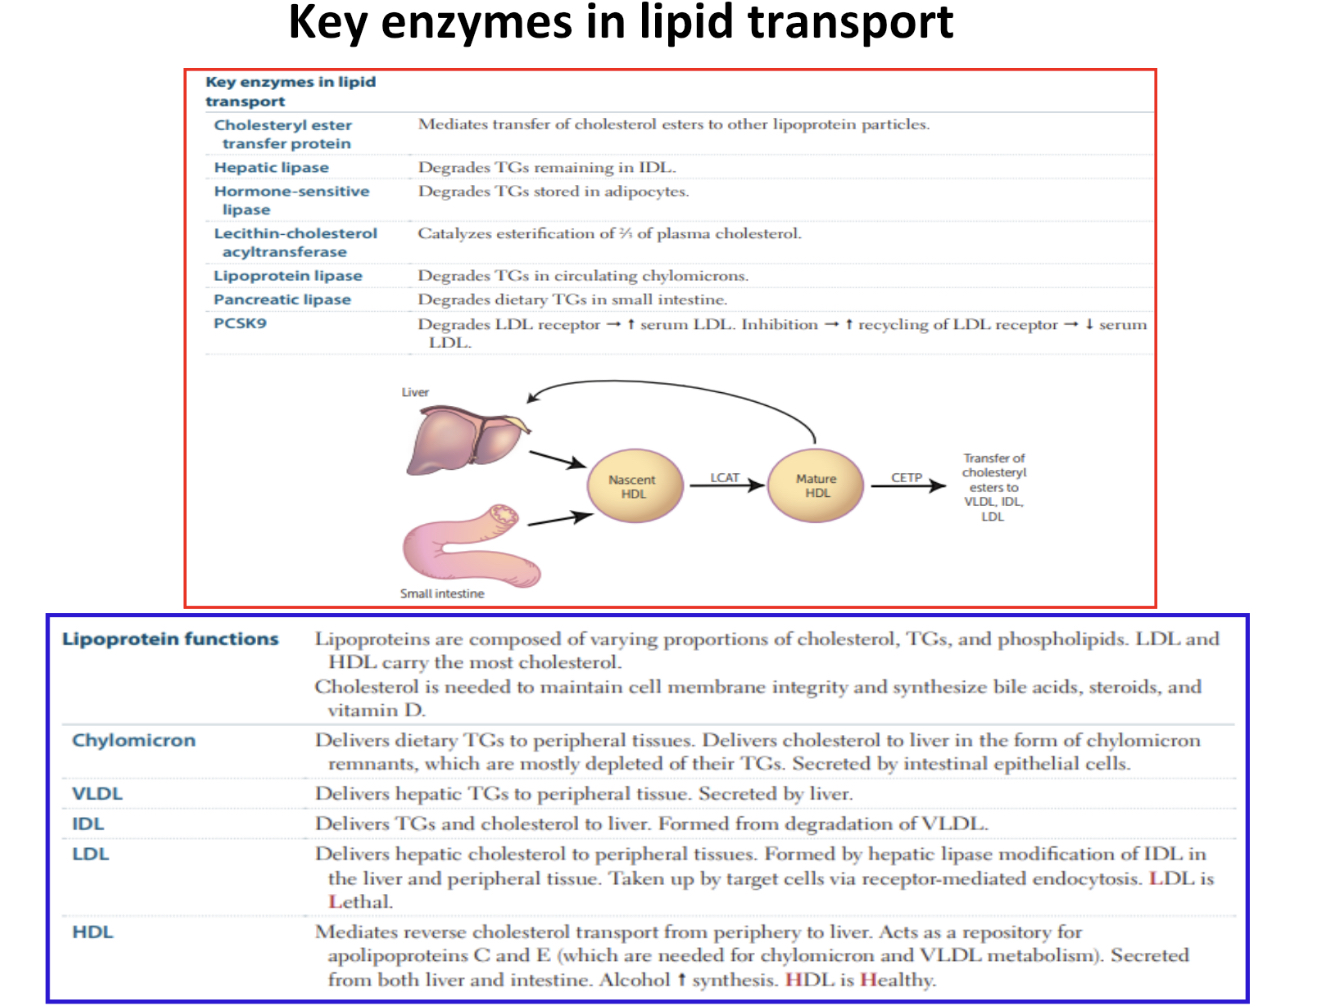 Key enzymes in lipid transport
Key enzymes in lipid
transport
Cholesteryl ester
transfer protein
Mediates transfer of cholesterol esters to other lipoprotein particles.
Hepatic lipase
Degrades TGs remaining in IDL.
Hormone-sensitive
lipase
Degrades TGs stored in adipocytes.
Lecithin-cholesterol
acyltransferase
Catalyzes esterification of ⅔ of plasma cholesterol.
Lipoprotein lipase
Degrades TGs in circulating chylomicrons.
Pancreatic lipase
Degrades dietary TGs in small intestine.
PCSK9
Degrades LDL receptor → ↑ serum LDL. Inhibition → ↑ recycling of LDL receptor → ↓ serum
LDL.
Liver
Nascent
HDL
LCAT
Mature
HDL
CETP
Transfer of
cholesteryl
esters to
VLDL, IDL,
LDL
Small intestine
Lipoprotein functions
Lipoproteins are composed of varying proportions of cholesterol, TGs, and phospholipids. LDL and
HDL carry the most cholesterol.
Cholesterol is needed to maintain cell membrane integrity and synthesize bile acids, steroids, and
vitamin D.
Chylomicron
Delivers dietary TGs to peripheral tissues. Delivers cholesterol to liver in the form of chylomicron
remnants, which are mostly depleted of their TGs. Secreted by intestinal epithelial cells.
VLDL
Delivers hepatic TGs to peripheral tissue. Secreted by liver.
IDL
Delivers TGs and cholesterol to liver. Formed from degradation of VLDL.
LDL
Delivers hepatic cholesterol to peripheral tissues. Formed by hepatic lipase modification of IDL in
the liver and peripheral tissue. Taken up by target cells via receptor-mediated endocytosis. LDL is
Lethal.
HDL
Mediates reverse cholesterol transport from periphery to liver. Acts as a repository for
apolipoproteins C and E (which are needed for chylomicron and VLDL metabolism). Secreted
from both liver and intestine. Alcohol ↑ synthesis. HDL is Healthy.